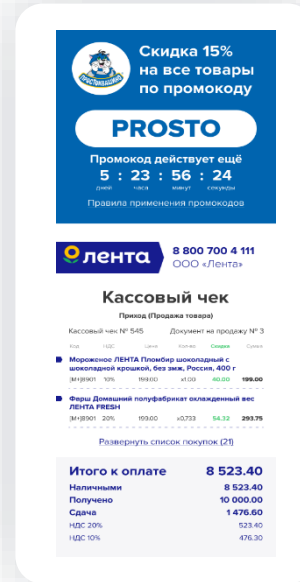 ПРОСТОКВАШИНО
Скидка 15%
на все товары
по промокоду
PROSTO
Промокод действует ещё
5 : 23 : 56 : 24
дней часа минут секунды
Правила применения промокодов
лента
8 800 700 4 111
ООО «Лента»
Кассовый чек
Приход (Продажа товара)
Кассовый чек № 545 Документ на продажу № 3
Код НДС Цена Кол-во Скидка Сумма
Мороженое ЛЕНТА Пломбир шоколадный с
шоколадной крошкой, без змж, Россия, 400 г
[М+]8901 10% 199.00 x1.00 40.00 199.00
Фарш Домашний полуфабрикат охлажденный вес
ЛЕНТА FRESH
[М+]8901 20% 199.00 x0,733 54.32 293.75
Развернуть список покупок (21)
Итого к оплате 8 523.40
Наличными 8 523.40
Получено 10 000.00
Сдача 1 476.60
НДС 20% 523.40
НДС 10% 476.30